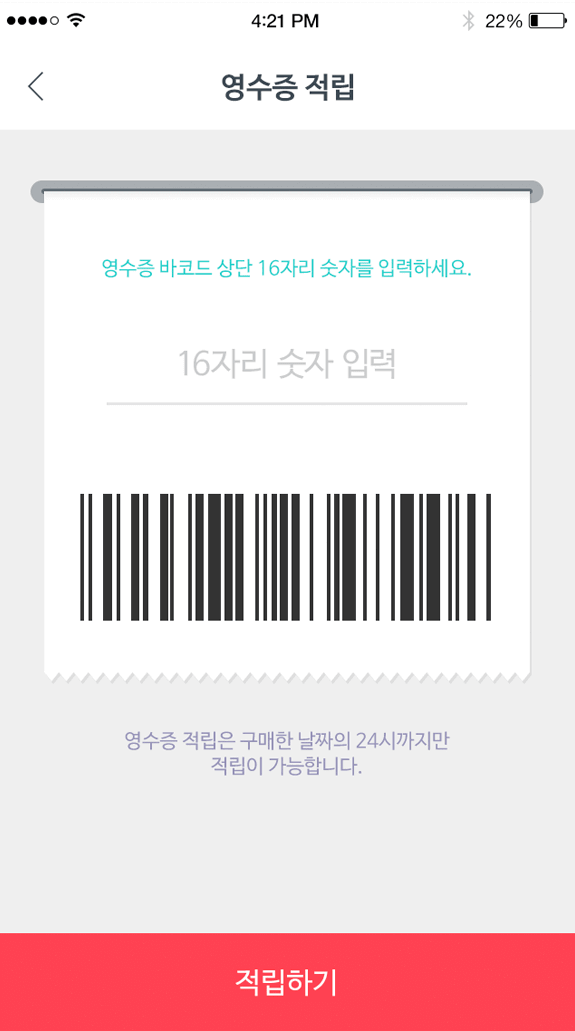 4:21 PM 22%
영수증 적립
영수증 바코드 상단 16자리 숫자를 입력하세요.
16자리 숫자 입력
영수증 적립은 구매한 날짜의 24시까지만
적립이 가능합니다.
적립하기